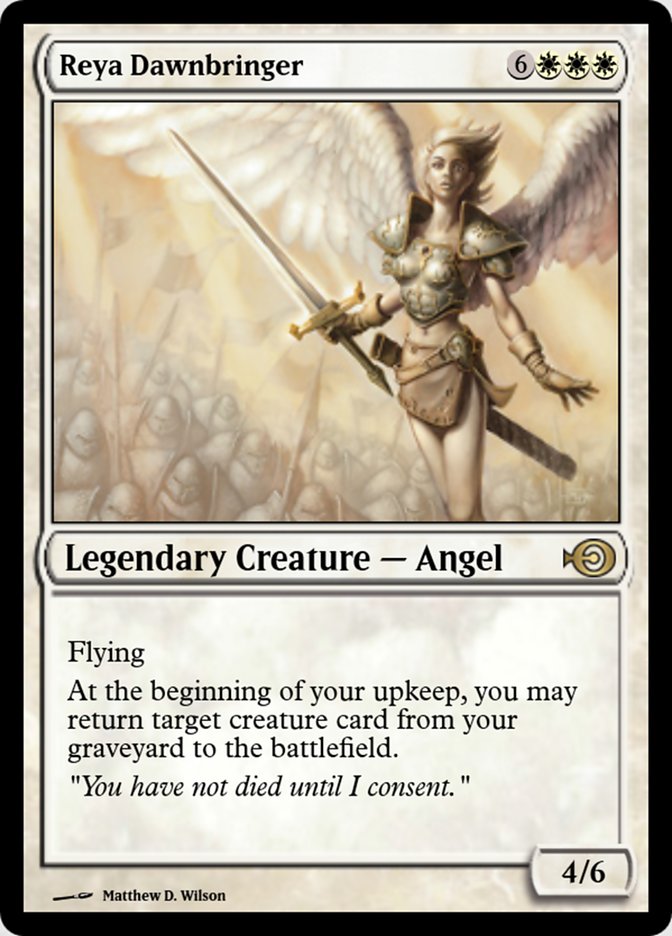 Reya Dawnbringer 6
Legendary Creature — Angel
Flying
At the beginning of your upkeep, you may
return target creature card from your
graveyard to the battlefield.
"You have not died until I consent."
4/6
Matthew D. Wilson